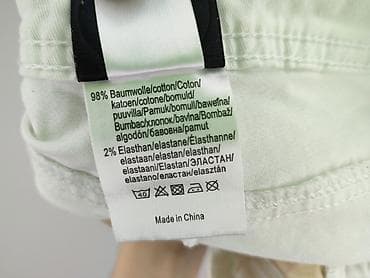 98% Baumwolle/cotton/Coton/
katoen/cotone/bomuld/
puuvilla/Pamuk/bomull/bawełna/
Bumbac/хлопок/bavlna/Bombaž/
algodón/бавовна/pamut
2% Elasthan/elastane/Élasthanne/
elastaan/elastan/elasthan/
elastaani/Elastan/ЭЛАСТАН/
elastano/еластан/elasztán
40
Made in China